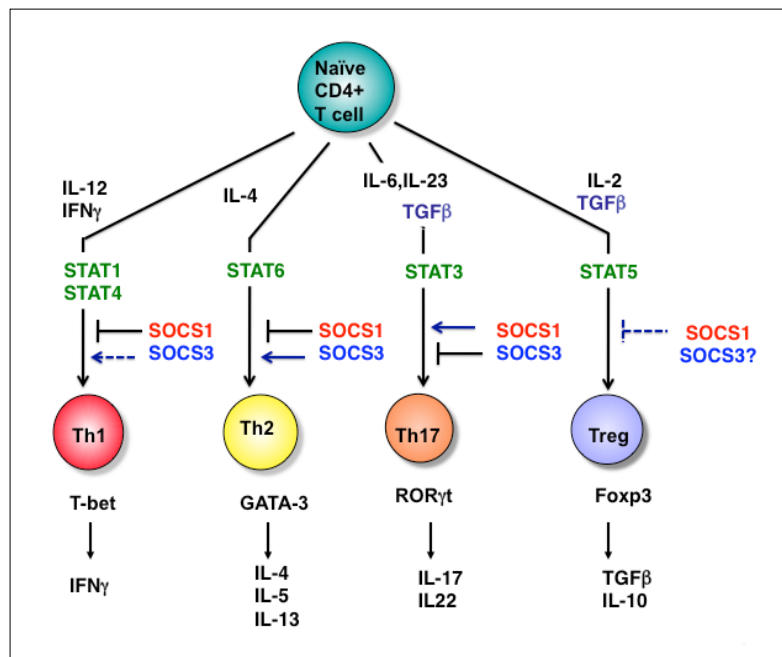 Naïve
CD4+
T cell
IL-12
IFNγ
IL-4
IL-6,IL-23
TGFβ
IL-2
TGFβ
STAT1
STAT4
STAT6
STAT3
STAT5
SOCS1
SOCS3
SOCS1
SOCS3
SOCS1
SOCS3
SOCS1
SOCS3?
Th1
Th2
Th17
Treg
T-bet
GATA-3
RORγt
Foxp3
IFNγ
IL-4
IL-5
IL-13
IL-17
IL22
TGFβ
IL-10